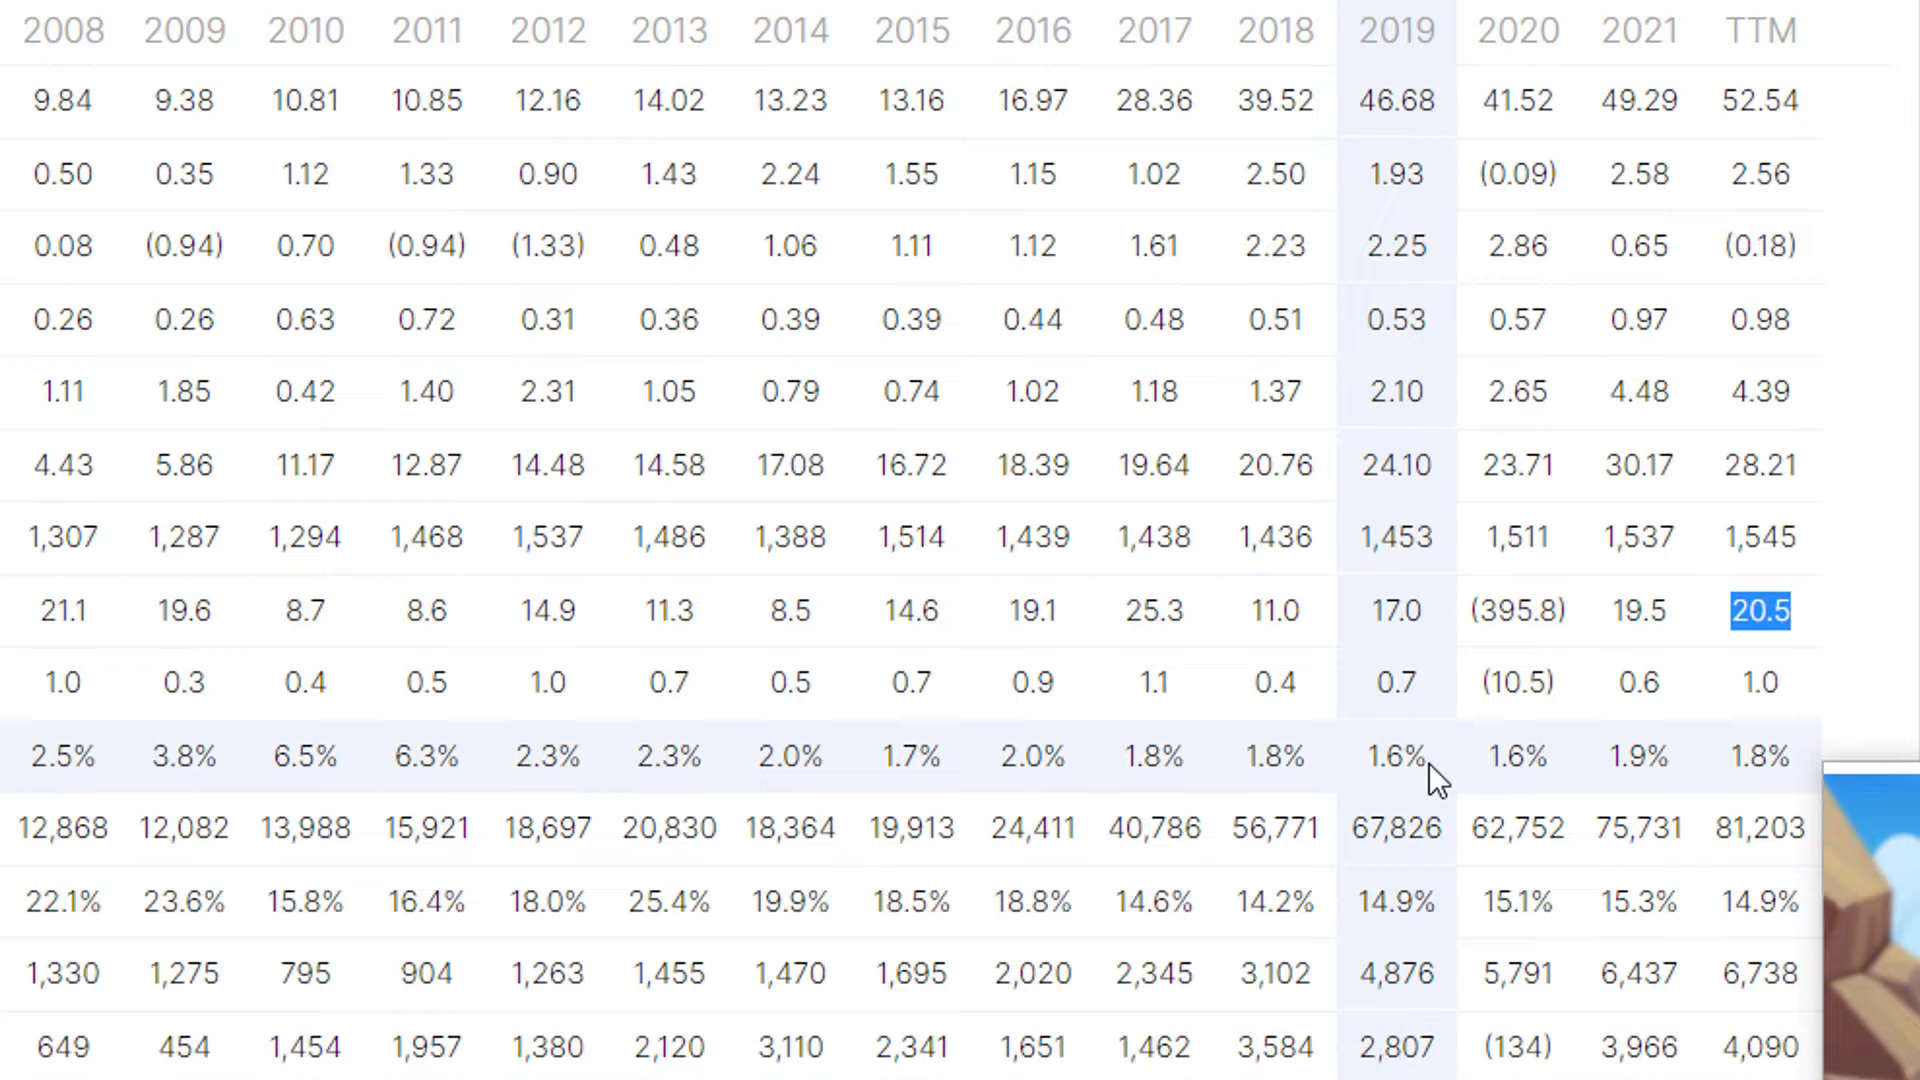 2008 2009 2010 2011 2012 2013 2014 2015 2016 2017 2018 2019 2020 2021 TTM
9.84 9.38 10.81 10.85 12.16 14.02 13.23 13.16 16.97 28.36 39.52 46.68 41.52 49.29 52.54
0.50 0.35 1.12 1.33 0.90 1.43 2.24 1.55 1.15 1.02 2.50 1.93 (0.09) 2.58 2.56
0.08 (0.94) 0.70 (0.94) (1.33) 0.48 1.06 1.11 1.12 1.61 2.23 2.25 2.86 0.65 (0.18)
0.26 0.26 0.63 0.72 0.31 0.36 0.39 0.39 0.44 0.48 0.51 0.53 0.57 0.97 0.98
1.11 1.85 0.42 1.40 2.31 1.05 0.79 0.74 1.02 1.18 1.37 2.10 2.65 4.48 4.39
4.43 5.86 11.17 12.87 14.48 14.58 17.08 16.72 18.39 19.64 20.76 24.10 23.71 30.17 28.21
1,307 1,287 1,294 1,468 1,537 1,486 1,388 1,514 1,439 1,438 1,436 1,453 1,511 1,537 1,545
21.1 19.6 8.7 8.6 14.9 11.3 8.5 14.6 19.1 25.3 11.0 17.0 (395.8) 19.5 20.5
1.0 0.3 0.4 0.5 1.0 0.7 0.5 0.7 0.9 1.1 0.4 0.7 (10.5) 0.6 1.0
2.5% 3.8% 6.5% 6.3% 2.3% 2.3% 2.0% 1.7% 2.0% 1.8% 1.8% 1.6% 1.6% 1.9% 1.8%
12,868 12,082 13,988 15,921 18,697 20,830 18,364 19,913 24,411 40,786 56,771 67,826 62,752 75,731 81,203
22.1% 23.6% 15.8% 16.4% 18.0% 25.4% 19.9% 18.5% 18.8% 14.6% 14.2% 14.9% 15.1% 15.3% 14.9%
1,330 1,275 795 904 1,263 1,455 1,470 1,695 2,020 2,345 3,102 4,876 5,791 6,437 6,738
649 454 1,454 1,957 1,380 2,120 3,110 2,341 1,651 1,462 3,584 2,807 (134) 3,966 4,090